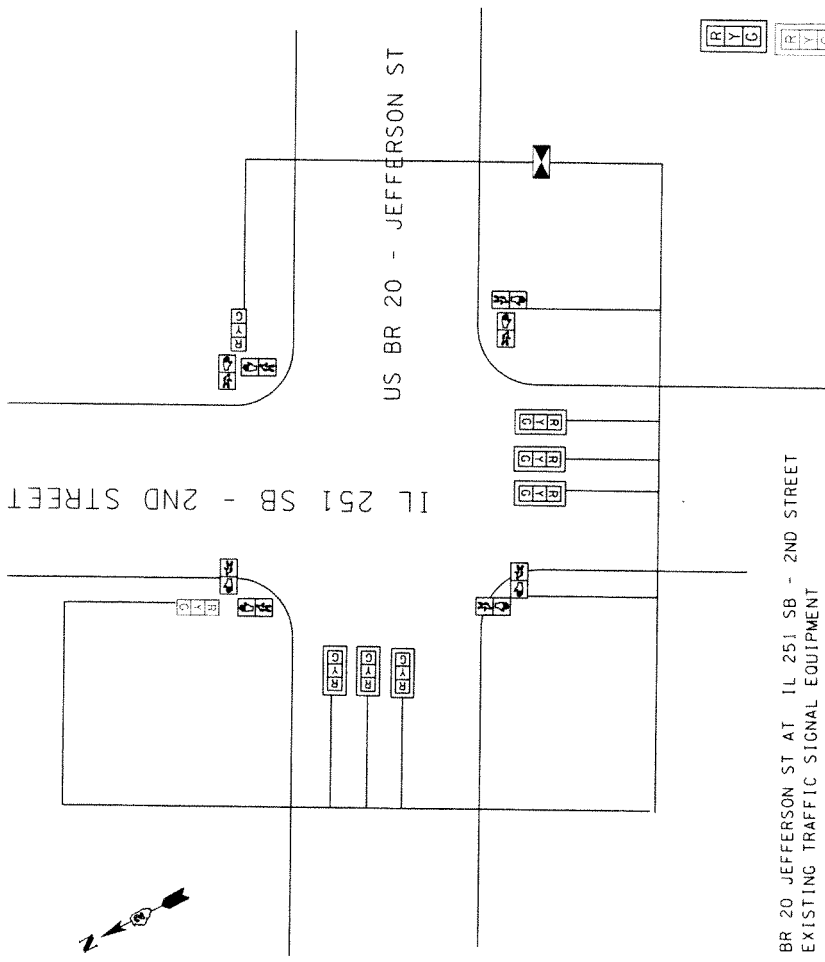 US BR 20 - JEFFERSON ST
IL 251 SB - 2ND STREET
R Y G
R Y G
R Y G
R Y G
R Y G
R Y G
R Y G
R Y G
R Y G
R Y G
N
BR 20 JEFFERSON ST AT IL 251 SB - 2ND STREET
EXISTING TRAFFIC SIGNAL EQUIPMENT